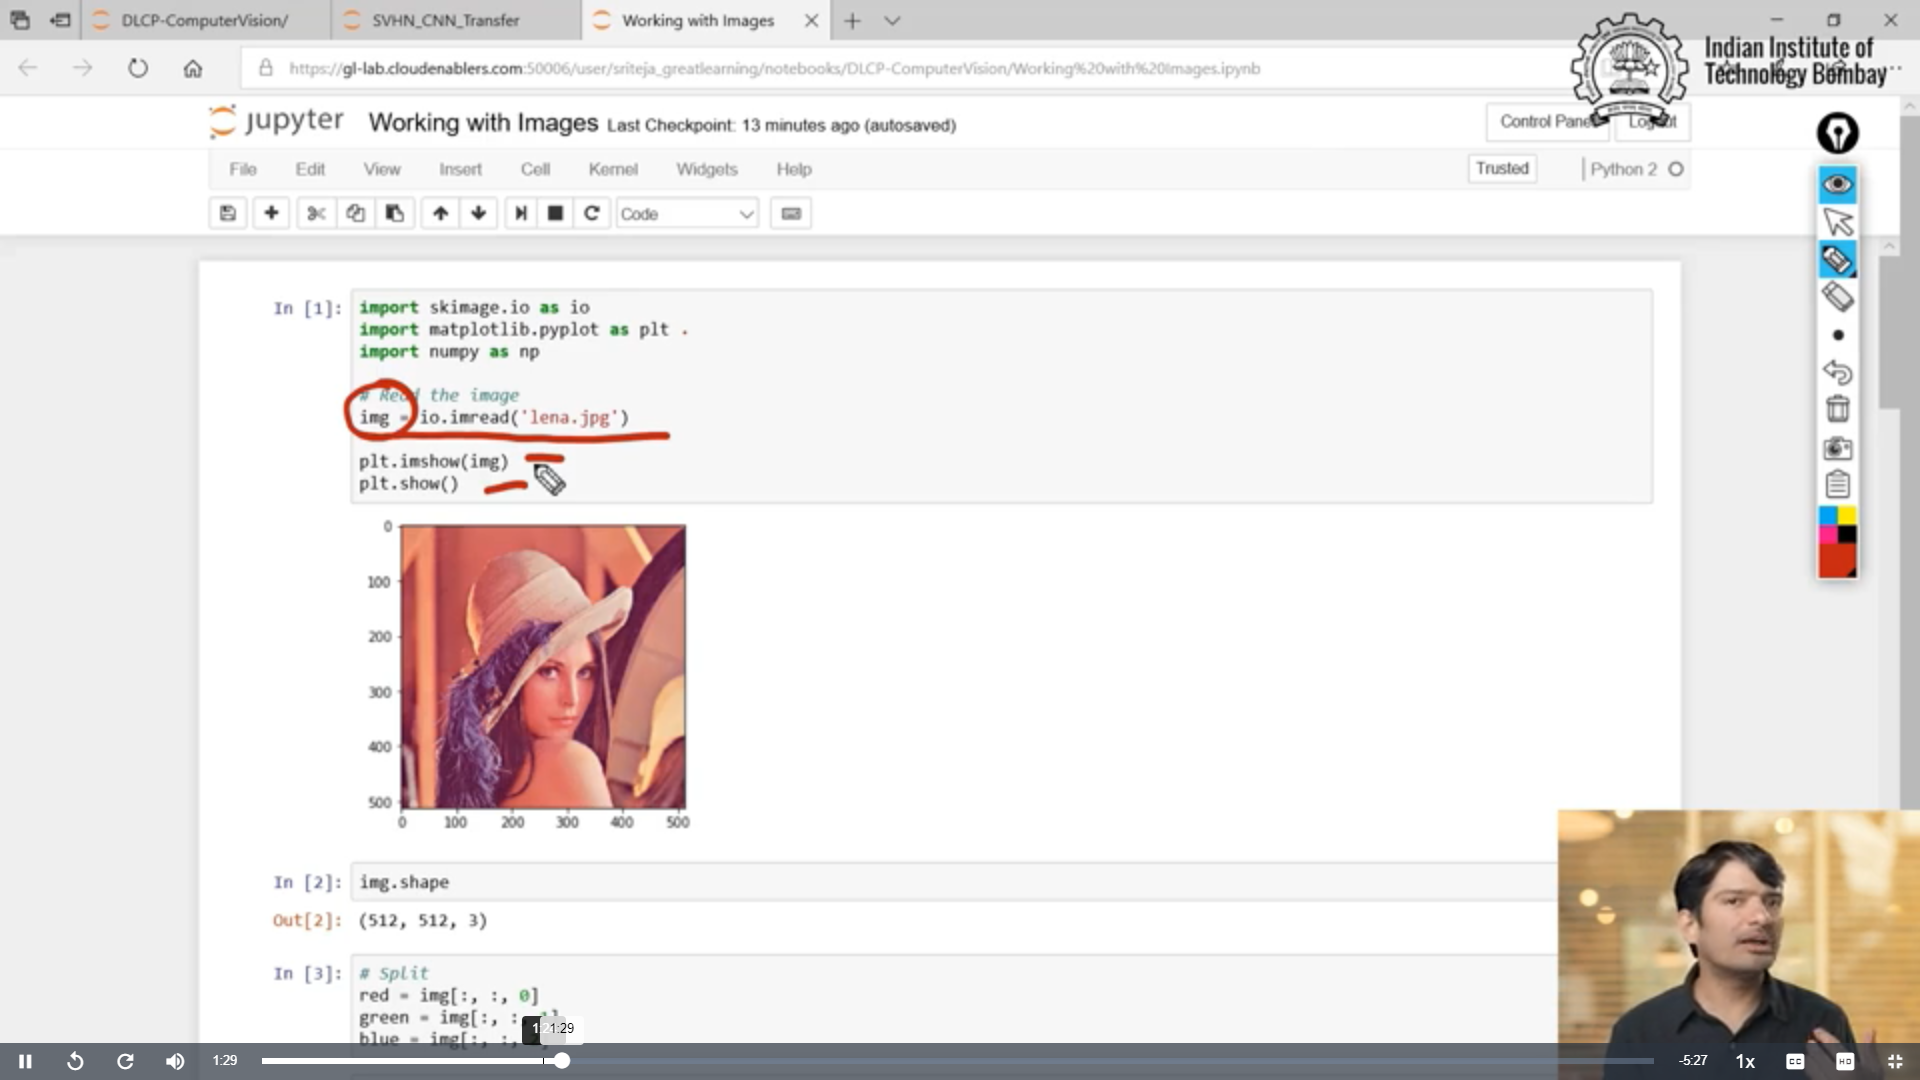 DLCP-ComputerVision/
SVHN_CNN_Transfer
Working with Images
Indian Institute of
Technology Bombay
https://gl-lab.cloudenablers.com:50006/user/sriteja_greatlearning/notebooks/DLCP-ComputerVision/Working%20with%20Images.ipynb
jupyter Working with Images Last Checkpoint: 13 minutes ago (autosaved)
Control Panel Logout
File Edit View Insert Cell Kernel Widgets Help
Trusted Python 2
Code
In [1]: import skimage.io as io
import matplotlib.pyplot as plt .
import numpy as np
# Read the image
img = io.imread('lena.jpg')
plt.imshow(img)
plt.show()
0
100
200
300
400
500
0 100 200 300 400 500
In [2]: img.shape
Out[2]: (512, 512, 3)
In [3]: # Split
red = img[:, :, 0]
green = img[:, :, 1]
blue = img[:, :,
1:29
1:29
-5:27
1x
CC
HD